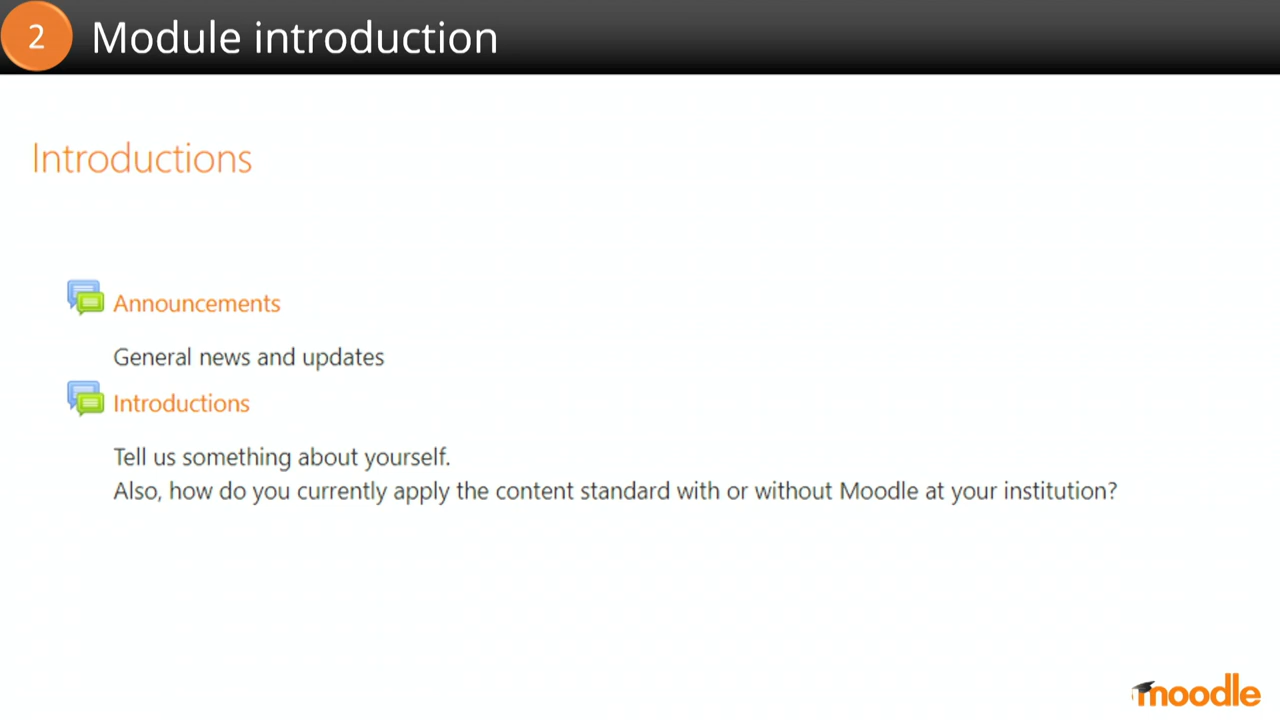 2
Module introduction
Introductions
Announcements
General news and updates
Introductions
Tell us something about yourself.
Also, how do you currently apply the content standard with or without Moodle at your institution?
moodle